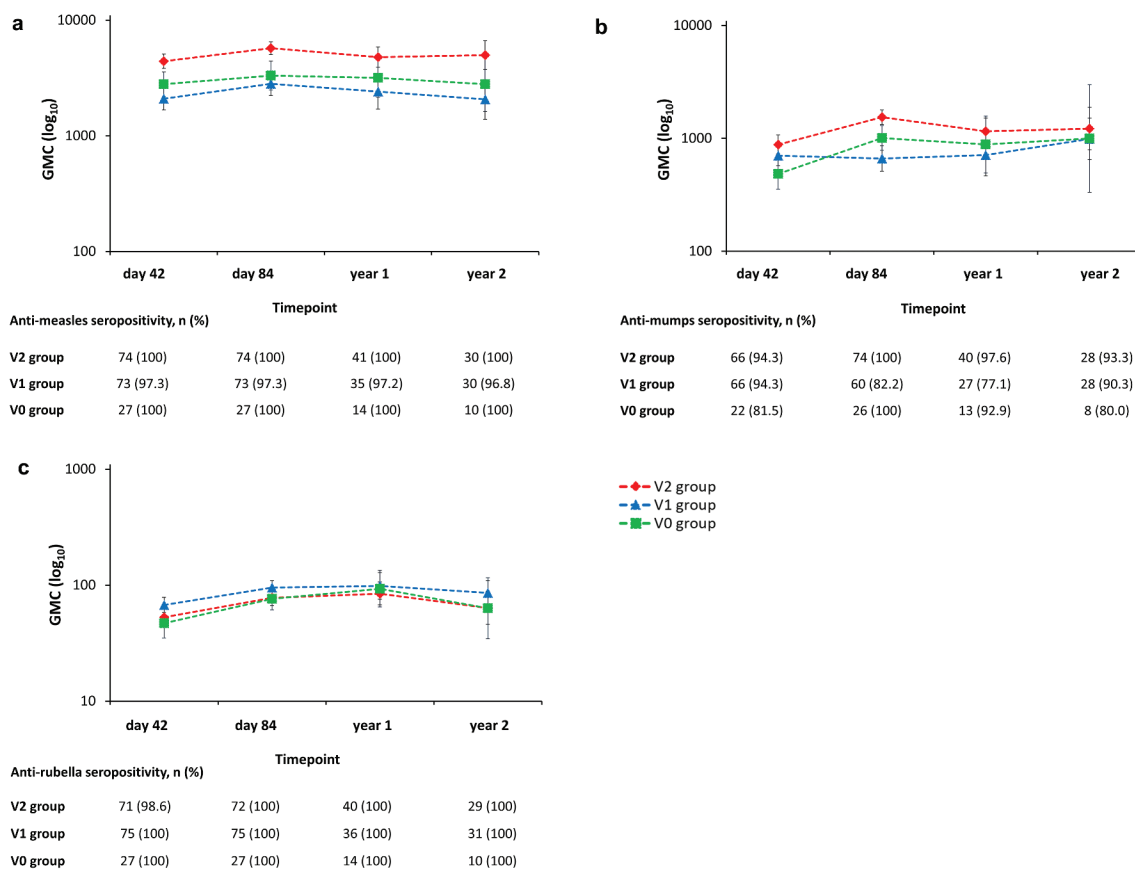 a
10000
1000
100
GMC (log10)
day 42 day 84 year 1 year 2
Timepoint
Anti-measles seropositivity, n (%)
V2 group 74 (100) 74 (100) 41 (100) 30 (100)
V1 group 73 (97.3) 73 (97.3) 35 (97.2) 30 (96.8)
V0 group 27 (100) 27 (100) 14 (100) 10 (100)
b
10000
1000
100
GMC (log10)
day 42 day 84 year 1 year 2
Timepoint
Anti-mumps seropositivity, n (%)
V2 group 66 (94.3) 74 (100) 40 (97.6) 28 (93.3)
V1 group 66 (94.3) 60 (82.2) 27 (77.1) 28 (90.3)
V0 group 22 (81.5) 26 (100) 13 (92.9) 8 (80.0)
c
1000
100
10
GMC (log10)
day 42 day 84 year 1 year 2
Timepoint
Anti-rubella seropositivity, n (%)
V2 group 71 (98.6) 72 (100) 40 (100) 29 (100)
V1 group 75 (100) 75 (100) 36 (100) 31 (100)
V0 group 27 (100) 27 (100) 14 (100) 10 (100)
V2 group
V1 group
V0 group